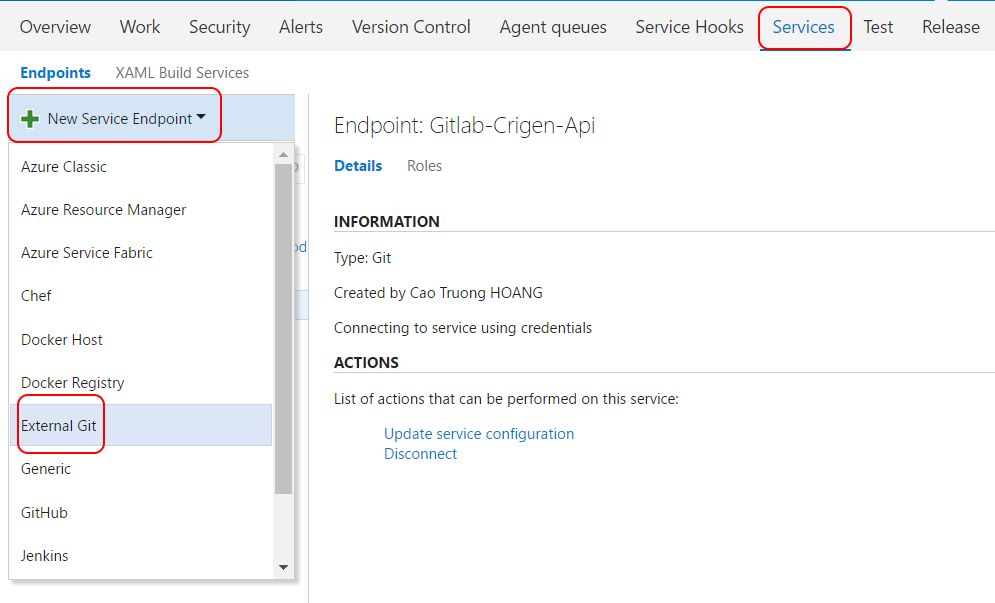 Overview Work Security Alerts Version Control Agent queues Service Hooks Services Test Release
Endpoints XAML Build Services
New Service Endpoint
Azure Classic
Azure Resource Manager
Azure Service Fabric
Chef
Docker Host
Docker Registry
External Git
Generic
GitHub
Jenkins
Endpoint: Gitlab-Crigen-Api
Details Roles
INFORMATION
Type: Git
Created by Cao Truong HOANG
Connecting to service using credentials
ACTIONS
List of actions that can be performed on this service:
Update service configuration
Disconnect